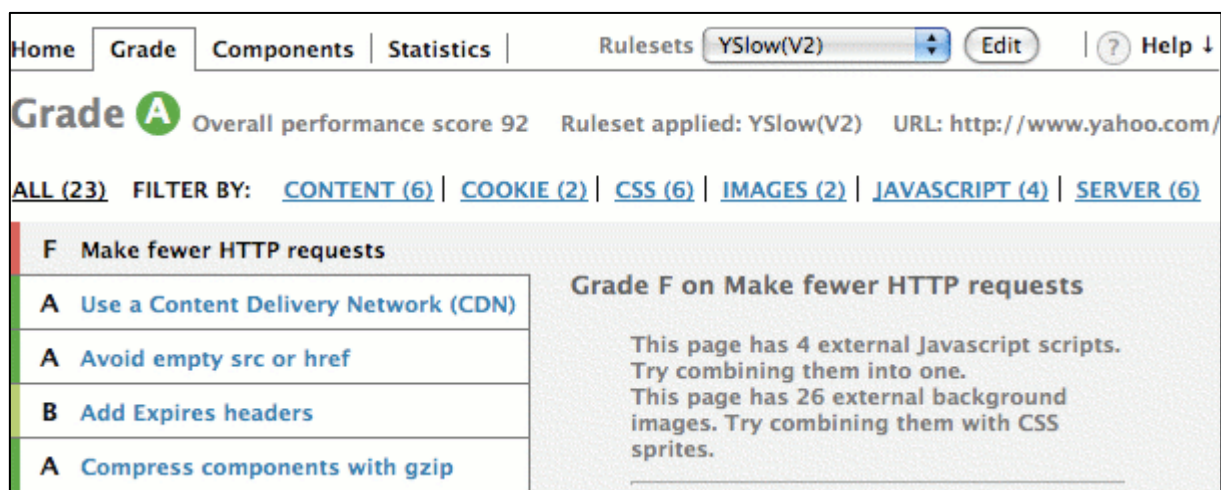 Home Grade Components Statistics Rulesets YSlow(V2) Edit ? Help ↓
Grade A Overall performance score 92 Ruleset applied: YSlow(V2) URL: http://www.yahoo.com/
ALL (23) FILTER BY: CONTENT (6) | COOKIE (2) | CSS (6) | IMAGES (2) | JAVASCRIPT (4) | SERVER (6)
F Make fewer HTTP requests
A Use a Content Delivery Network (CDN)
A Avoid empty src or href
B Add Expires headers
A Compress components with gzip
Grade F on Make fewer HTTP requests
This page has 4 external Javascript scripts.
Try combining them into one.
This page has 26 external background
images. Try combining them with CSS
sprites.